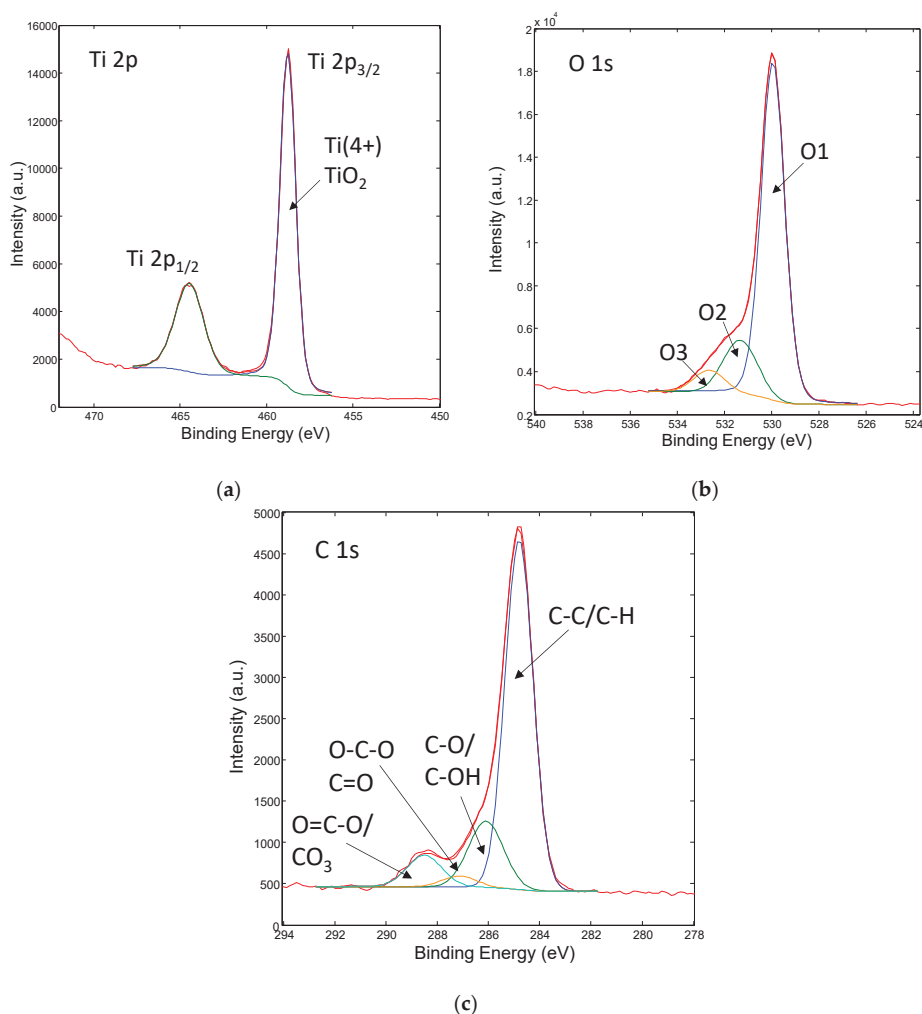 Ti 2p
Ti 2p3/2
Ti(4+)
TiO2
Ti 2p1/2
16000
14000
12000
10000
8000
6000
4000
2000
0
470
465
460
455
450
Intensity (a.u.)
Binding Energy (eV)
(a)
2 x 10^4
O 1s
O1
O2
O3
1.8
1.6
1.4
1.2
1
0.8
0.6
0.4
0.2
540
538
536
534
532
530
528
526
524
Intensity (a.u.)
Binding Energy (eV)
(b)
C 1s
C-C/C-H
C-O/
C-OH
O-C-O
C=O
O=C-O/
CO3
5000
4500
4000
3500
3000
2500
2000
1500
1000
500
0
294
292
290
288
286
284
282
280
278
Intensity (a.u.)
Binding Energy (eV)
(c)